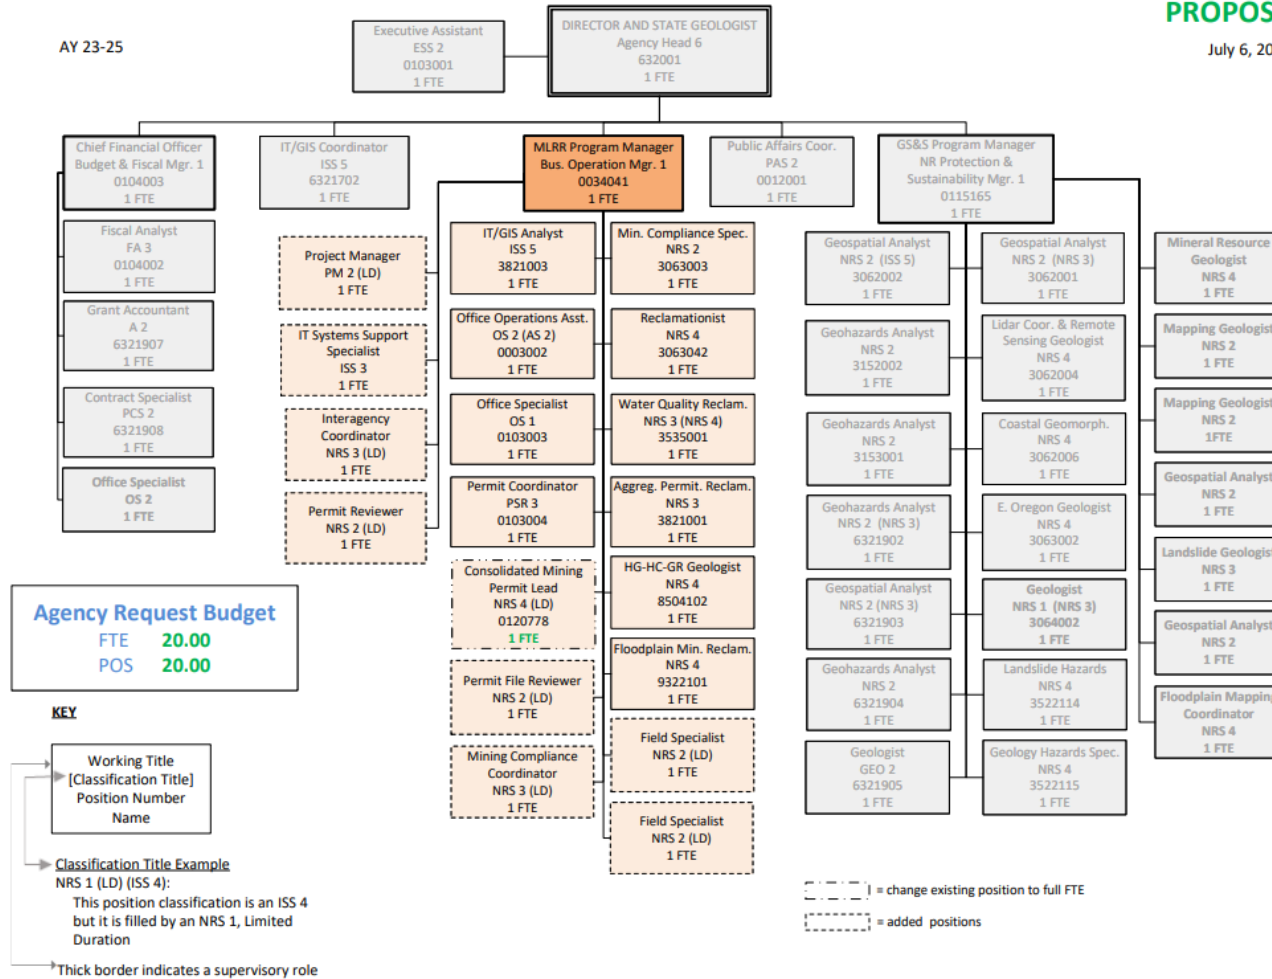 PROPOS
AY 23-25
July 6, 20
Executive Assistant
ESS 2
0103001
1 FTE
DIRECTOR AND STATE GEOLOGIST
Agency Head 6
632001
1 FTE
Chief Financial Officer
Budget & Fiscal Mgr. 1
0104003
1 FTE
IT/GIS Coordinator
ISS 5
6321702
1 FTE
MLRR Program Manager
Bus. Operation Mgr. 1
0034041
1 FTE
Public Affairs Coor.
PAS 2
0012001
1 FTE
GS&S Program Manager
NR Protection &
Sustainability Mgr. 1
0115165
1 FTE
Fiscal Analyst
FA 3
0104002
1 FTE
Grant Accountant
A 2
6321907
1 FTE
Contract Specialist
PCS 2
6321908
1 FTE
Office Specialist
OS 2
1 FTE
Project Manager
PM 2 (LD)
1 FTE
IT Systems Support
Specialist
ISS 3
1 FTE
Interagency
Coordinator
NRS 3 (LD)
1 FTE
Permit Reviewer
NRS 2 (LD)
1 FTE
IT/GIS Analyst
ISS 5
3821003
1 FTE
Office Operations Asst.
OS 2 (AS 2)
0003002
1 FTE
Office Specialist
OS 1
0103003
1 FTE
Permit Coordinator
PSR 3
0103004
1 FTE
Consolidated Mining
Permit Lead
NRS 4 (LD)
0120778
1 FTE
Permit File Reviewer
NRS 2 (LD)
1 FTE
Mining Compliance
Coordinator
NRS 3 (LD)
1 FTE
Min. Compliance Spec.
NRS 2
3063003
1 FTE
Reclamationist
NRS 4
3063042
1 FTE
Water Quality Reclam.
NRS 3 (NRS 4)
3535001
1 FTE
Aggreg. Permit. Reclam.
NRS 3
3821001
1 FTE
HG-HC-GR Geologist
NRS 4
8504102
1 FTE
Floodplain Min. Reclam.
NRS 4
9322101
1 FTE
Field Specialist
NRS 2 (LD)
1 FTE
Field Specialist
NRS 2 (LD)
1 FTE
Geospatial Analyst
NRS 2 (ISS 5)
3062002
1 FTE
Geohazards Analyst
NRS 2
3152002
1 FTE
Geohazards Analyst
NRS 2
3153001
1 FTE
Geohazards Analyst
NRS 2 (NRS 3)
6321902
1 FTE
Geospatial Analyst
NRS 2 (NRS 3)
6321903
1 FTE
Geohazards Analyst
NRS 2
6321904
1 FTE
Geologist
GEO 2
6321905
1 FTE
Geospatial Analyst
NRS 2 (NRS 3)
3062001
1 FTE
Lidar Coor. & Remote
Sensing Geologist
NRS 4
3062004
1 FTE
Coastal Geomorph.
NRS 4
3062006
1 FTE
E. Oregon Geologist
NRS 4
3063002
1 FTE
Geologist
NRS 1 (NRS 3)
3064002
1 FTE
Landslide Hazards
NRS 4
3522114
1 FTE
Geology Hazards Spec.
NRS 4
3522115
1 FTE
Mineral Resource
Geologist
NRS 4
1 FTE
Mapping Geologist
NRS 2
1 FTE
Mapping Geologist
NRS 2
1FTE
Geospatial Analyst
NRS 2
1 FTE
Landslide Geologist
NRS 3
1 FTE
Geospatial Analyst
NRS 2
1 FTE
Floodplain Mapping
Coordinator
NRS 4
1 FTE
Agency Request Budget
FTE 20.00
POS 20.00
KEY
Working Title
[Classification Title]
Position Number
Name
Classification Title Example
NRS 1 (LD) (ISS 4):
This position classification is an ISS 4
but it is filled by an NRS 1, Limited
Duration
Thick border indicates a supervisory role
= change existing position to full FTE
= added positions